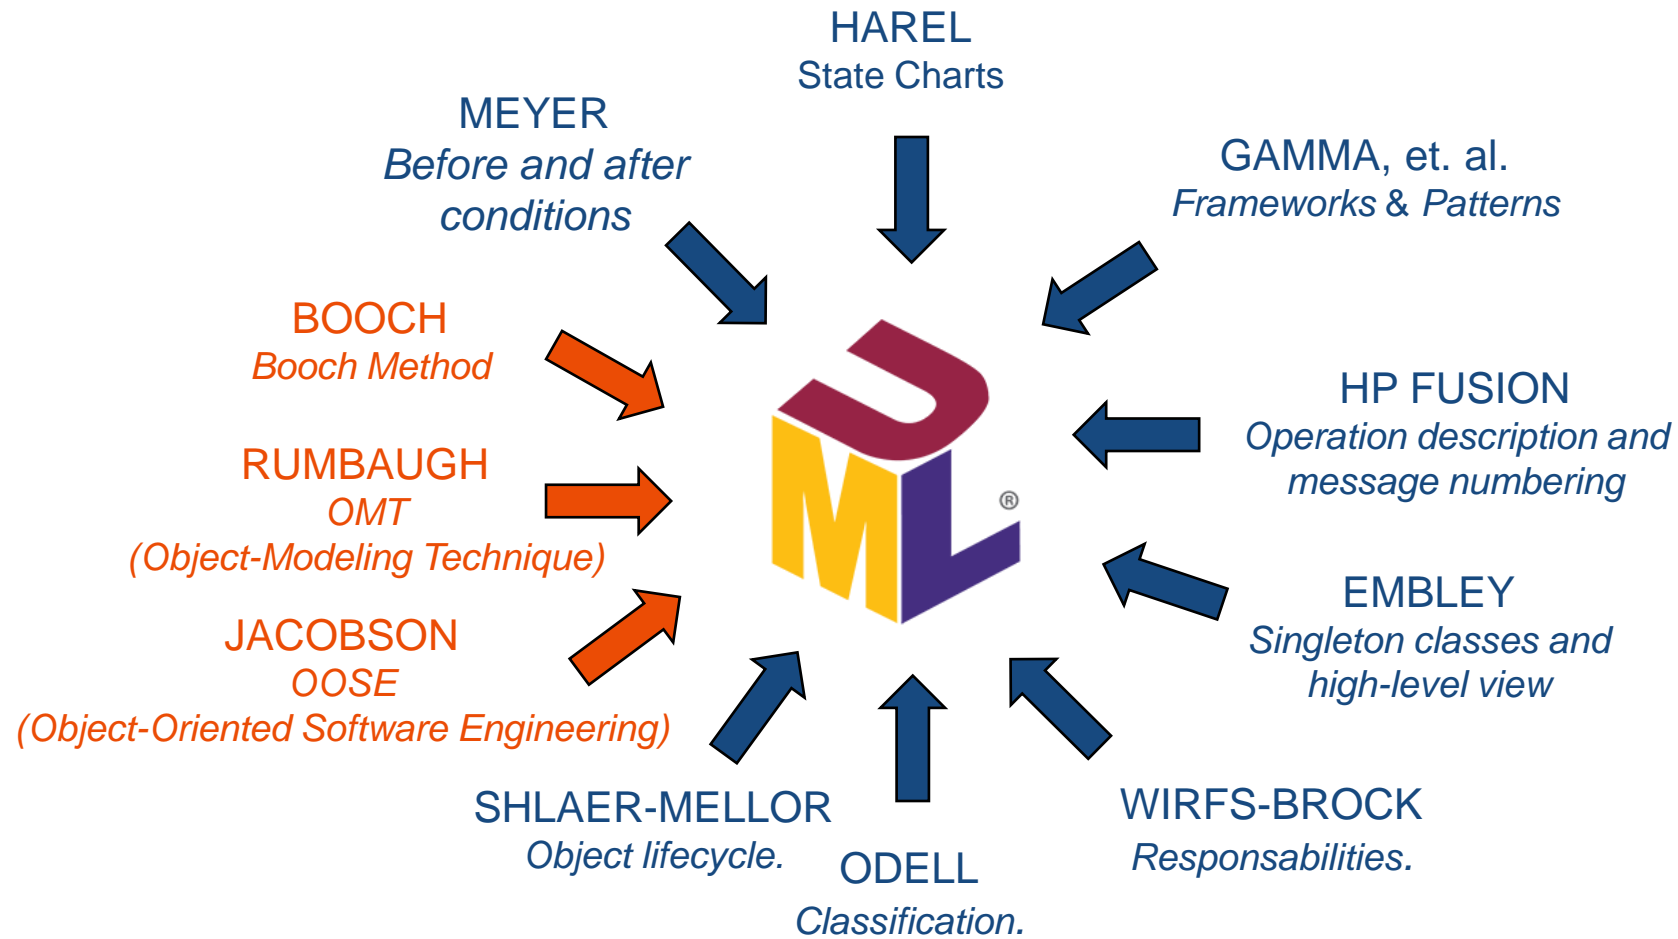 HAREL
State Charts
MEYER
Before and after
conditions
GAMMA, et. al.
Frameworks & Patterns
BOOCH
Booch Method
HP FUSION
Operation description and
message numbering
RUMBAUGH
OMT
(Object-Modeling Technique)
UML ®
EMBLEY
Singleton classes and
high-level view
JACOBSON
OOSE
(Object-Oriented Software Engineering)
SHLAER-MELLOR
Object lifecycle.
ODELL
Classification.
WIRFS-BROCK
Responsabilities.